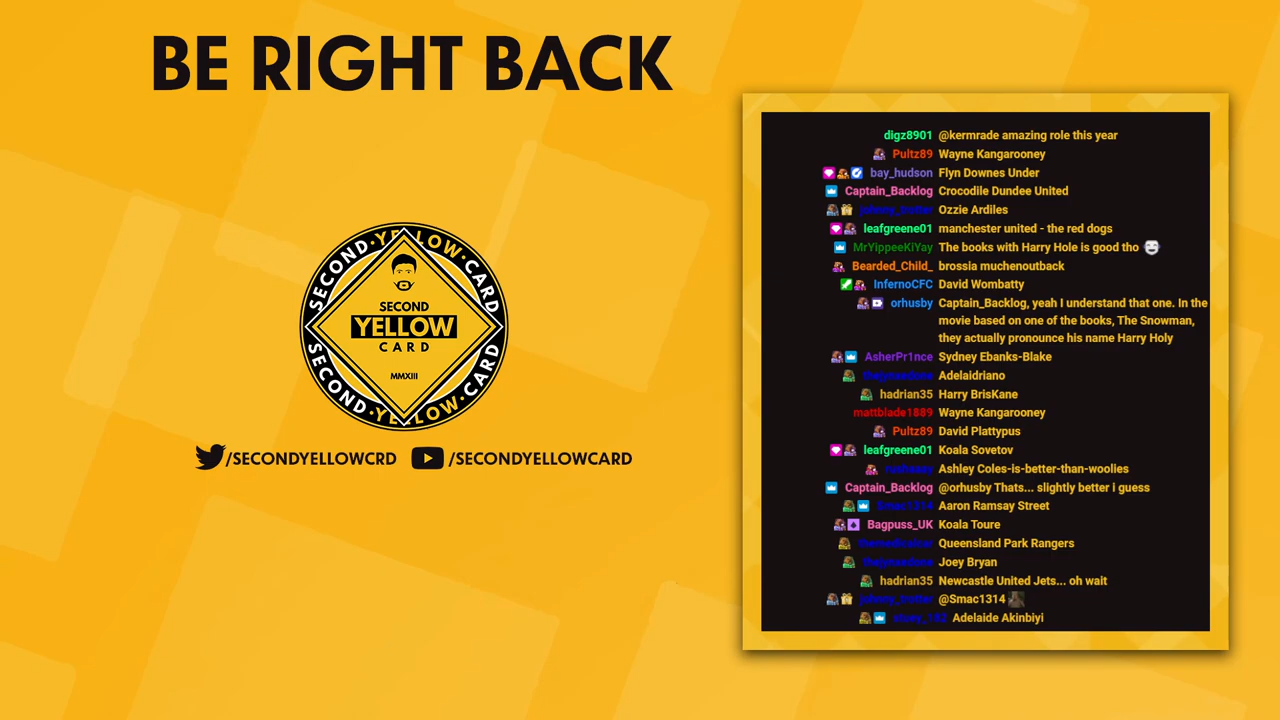 BE RIGHT BACK
SECOND·YELLOW·CARD
SECOND
YELLOW
CARD
MMXIII
SECOND·YELLOW·CARD
/SECONDYELLOWCRD /SECONDYELLOWCARD
digz8901 @kermrade amazing role this year
Pultz89 Wayne Kangarooney
bay_hudson Flyn Downes Under
Captain_Backlog Crocodile Dundee United
johnny_trotter Ozzie Ardiles
leafgreene01 manchester united - the red dogs
MrYippeeKiYay The books with Harry Hole is good tho
Bearded_Child_ brossia muchenoutback
InfernoCFC David Wombatty
orhusby Captain_Backlog, yeah I understand that one. In the
movie based on one of the books, The Snowman,
they actually pronounce his name Harry Holy
AsherPr1nce Sydney Ebanks-Blake
Adelaidriano
hadrian35 Harry BrisKane
mattblade1889 Wayne Kangarooney
Pultz89 David Plattypus
leafgreene01 Koala Sovetov
Ashley Coles-is-better-than-woolies
Captain_Backlog @orhusby Thats... slightly better i guess
Smac1314 Aaron Ramsay Street
Bagpuss_UK Koala Toure
Queensland Park Rangers
Joey Bryan
hadrian35 Newcastle United Jets... oh wait
johnny_trotter @Smac1314
Adelaide Akinbiyi